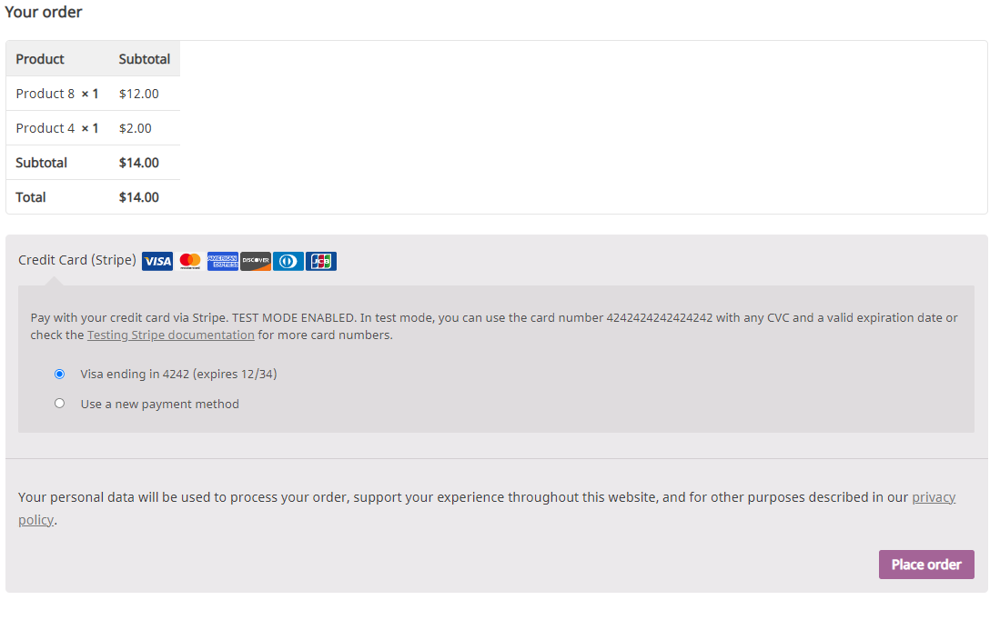 Your order
Product Subtotal
Product 8 × 1 $12.00
Product 4 × 1 $2.00
Subtotal $14.00
Total $14.00
Credit Card (Stripe) VISA mastercard AMERICAN EXPRESS DISCOVER JCB
Pay with your credit card via Stripe. TEST MODE ENABLED. In test mode, you can use the card number 4242424242424242 with any CVC and a valid expiration date or
check the Testing Stripe documentation for more card numbers.
Visa ending in 4242 (expires 12/34)
Use a new payment method
Your personal data will be used to process your order, support your experience throughout this website, and for other purposes described in our privacy
policy.
Place order